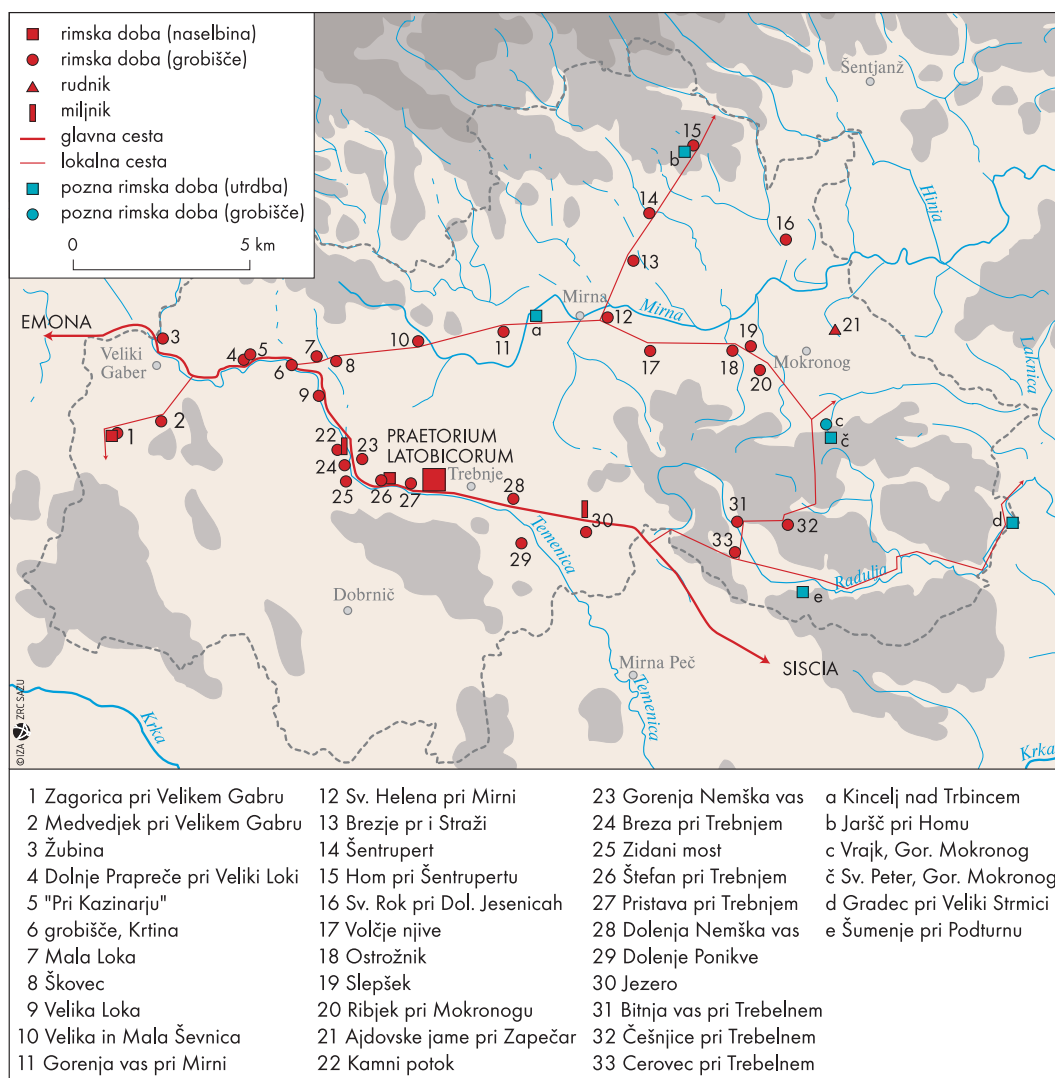 rimska doba (naselbina)
rimska doba (grobišče)
rudnik
miljnik
glavna cesta
lokalna cesta
pozna rimska doba (utrdba)
pozna rimska doba (grobišče)
0 5 km
Šentjanž
15
b
14
16
Hinja
13
Mirna
Mirna
EMONA
3
12
21
a
Veliki
Gaber
4
5
7
10
11
19
6
8
17
18
Mokronog
20
Laknica
9
2
1
c
č
22
23
PRAETORIUM
LATOBICORUM
24
Trebnje
25
26
27
28
31
d
30
32
29
33
Temenica
Radulja
e
Dobrnič
Mirna Peč
SISCIA
Temenica
Krka
Krka
©IZA ZRC SAZU
1 Zagorica pri Velikem Gabru
2 Medvedjek pri Velikem Gabru
3 Žubina
4 Dolnje Prapreče pri Veliki Loki
5 "Pri Kazinarju"
6 grobišče, Krtina
7 Mala Loka
8 Škovec
9 Velika Loka
10 Velika in Mala Ševnica
11 Gorenja vas pri Mirni
12 Sv. Helena pri Mirni
13 Brezje pr i Straži
14 Šentrupert
15 Hom pri Šentrupertu
16 Sv. Rok pri Dol. Jesenicah
17 Volčje njive
18 Ostrožnik
19 Slepšek
20 Ribjek pri Mokronogu
21 Ajdovske jame pri Zapečar
22 Kamni potok
23 Gorenja Nemška vas
24 Breza pri Trebnjem
25 Zidani most
26 Štefan pri Trebnjem
27 Pristava pri Trebnjem
28 Dolenja Nemška vas
29 Dolenje Ponikve
30 Jezero
31 Bitnja vas pri Trebelnem
32 Češnjice pri Trebelnem
33 Cerovec pri Trebelnem
a Kincelj nad Trbincem
b Jaršč pri Homu
c Vrajk, Gor. Mokronog
č Sv. Peter, Gor. Mokronog
d Gradec pri Veliki Strmici
e Šumenje pri Podturnu